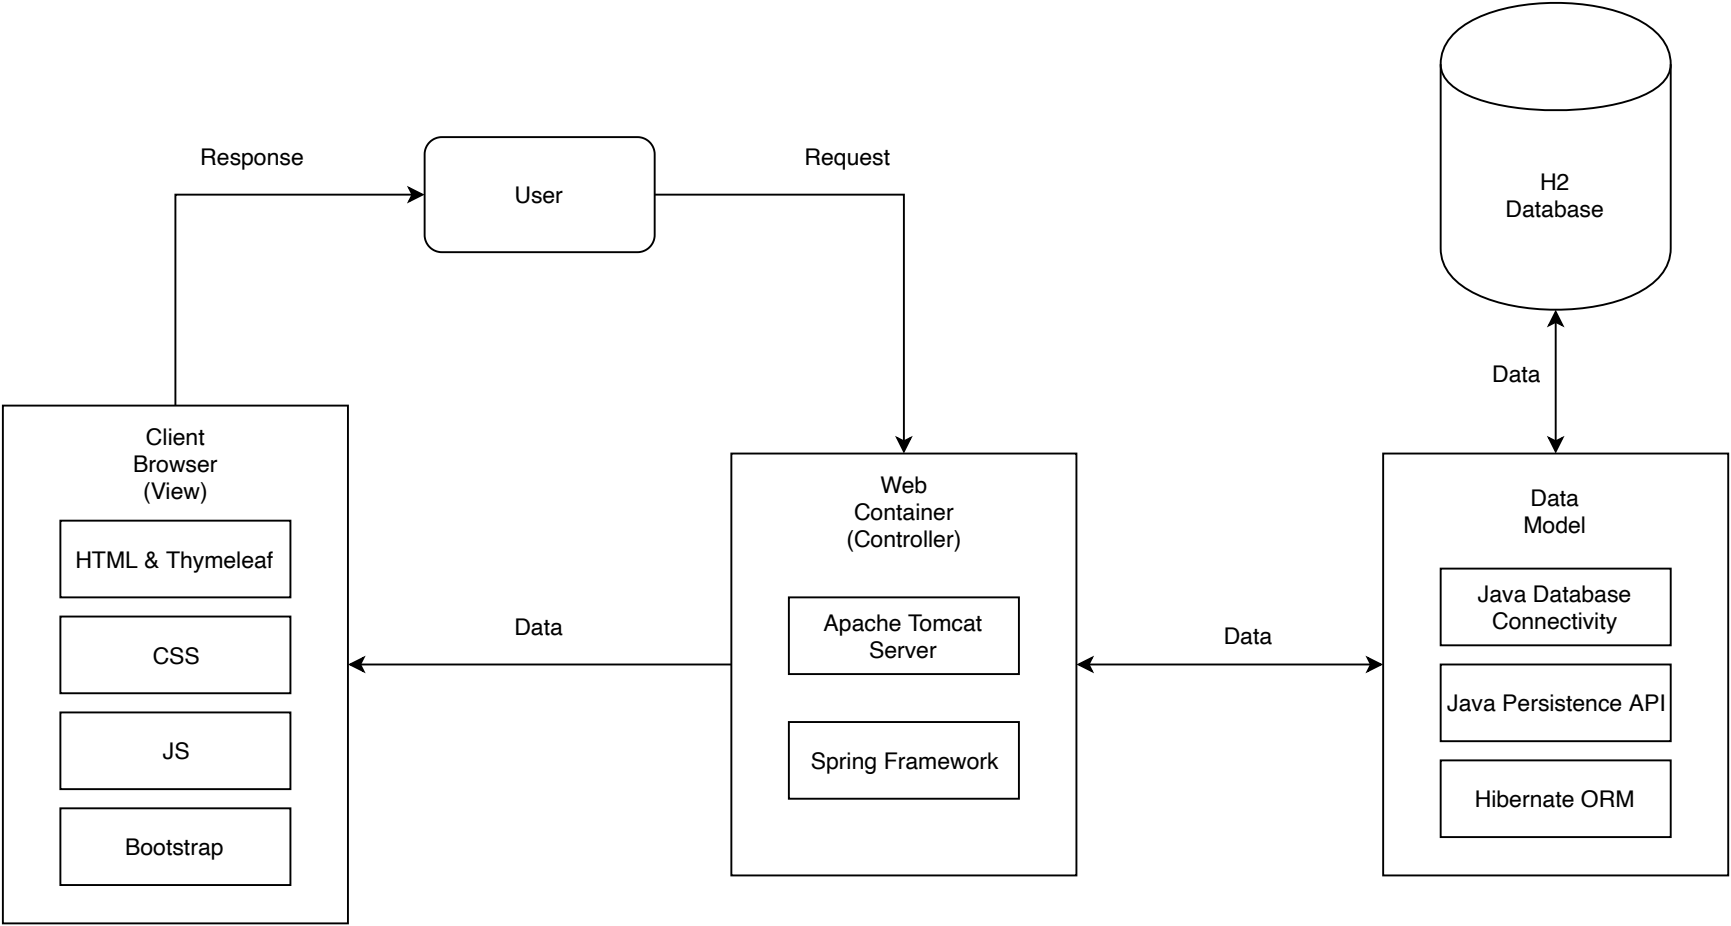 Response
User
Request
H2
Database
Data
Client
Browser
(View)
HTML & Thymeleaf
CSS
JS
Bootstrap
Data
Web
Container
(Controller)
Apache Tomcat
Server
Spring Framework
Data
Data
Model
Java Database
Connectivity
Java Persistence API
Hibernate ORM